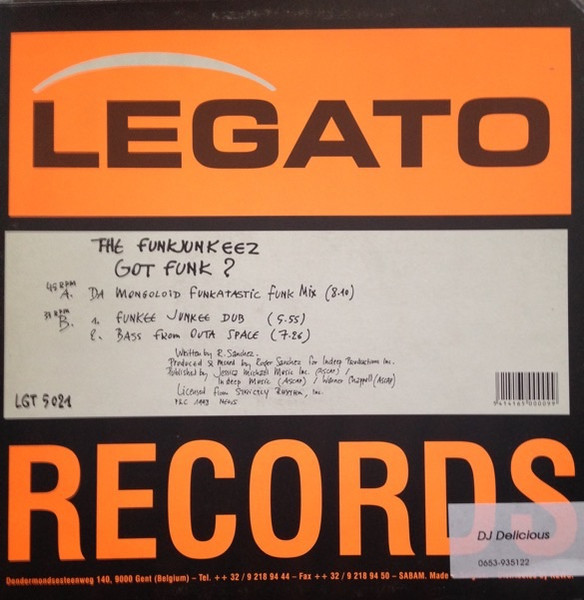 LEGATO
THE FUNKJUNKEEZ
GOT FUNK?
45 RPM
A. DA MONGOLOID FUNKATASTIC FUNK MIX (8.10)
33 RPM
B. 1. FUNKEE JUNKEE DUB (5.55)
2. BASS FROM OUTA SPACE (7.26)
Written by R. Sanchez.
Produced & Mixed by Roger Sanchez for Indeep Productions Inc.
Published by Jessica Michael Music Inc. (ASCAP) /
Indeep Music (ASCAP) / Warner Chappell (ASCAP)
Licensed from STRICTLY RHYTHM, Inc.
LGT 5021
RECORDS
DJ Delicious
0653-935122
Dendermondsesteenweg 140, 9000 Gent (Belgium) – Tel. ++ 32 / 9 218 94 44 – Fax ++ 32 / 9 218 94 50 – SABAM. Made